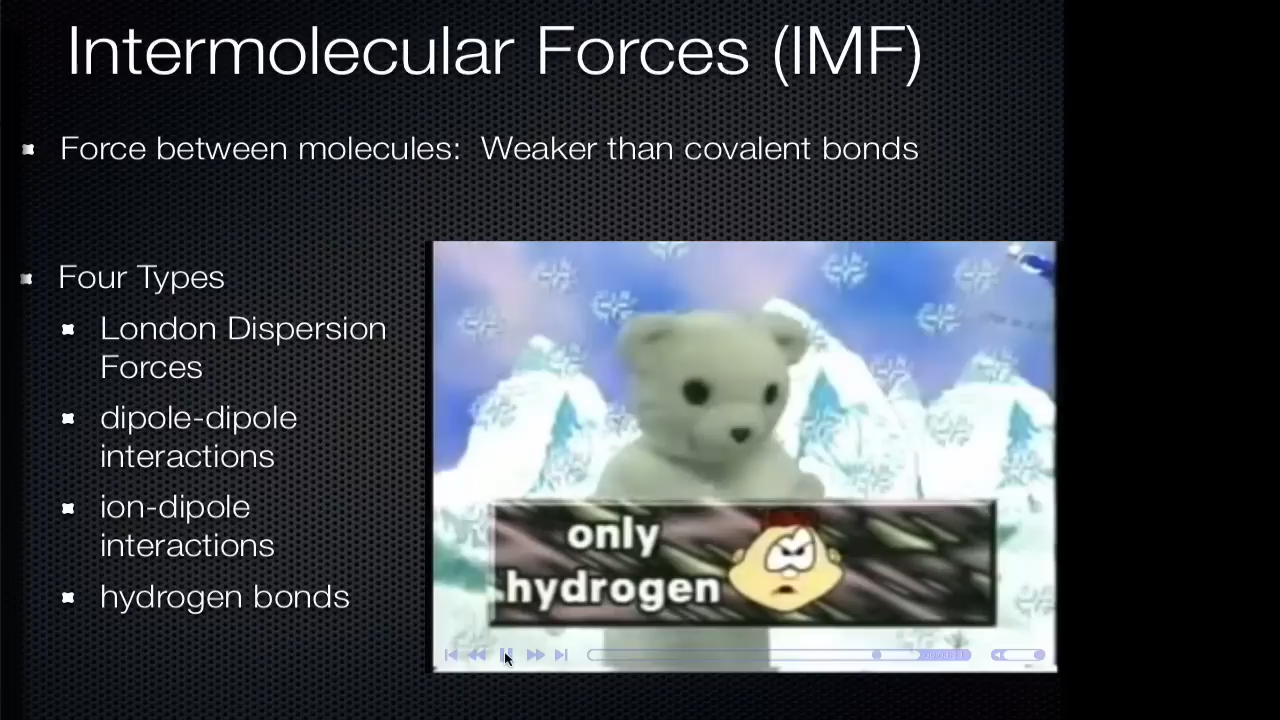 Intermolecular Forces (IMF)
Force between molecules: Weaker than covalent bonds
Four Types
London Dispersion
Forces
dipole-dipole
interactions
ion-dipole
interactions
hydrogen bonds
only
hydrogen